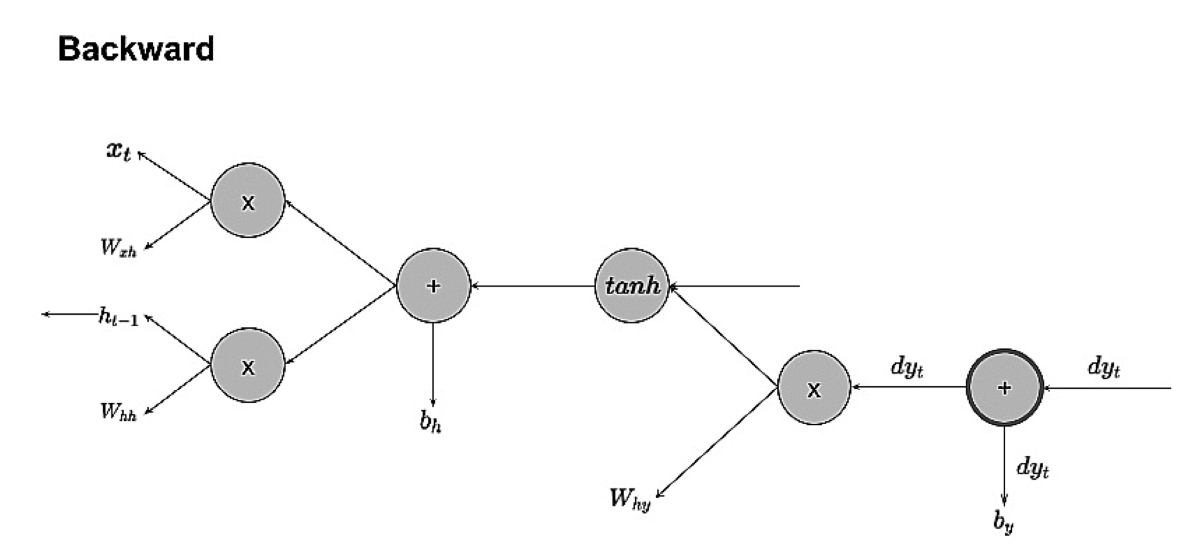 Backward
x_t
x
W_{xh}
+
tanh
h_{t-1}
x
W_{hh}
b_h
dy_t
dy_t
x
+
dy_t
W_{hy}
b_y